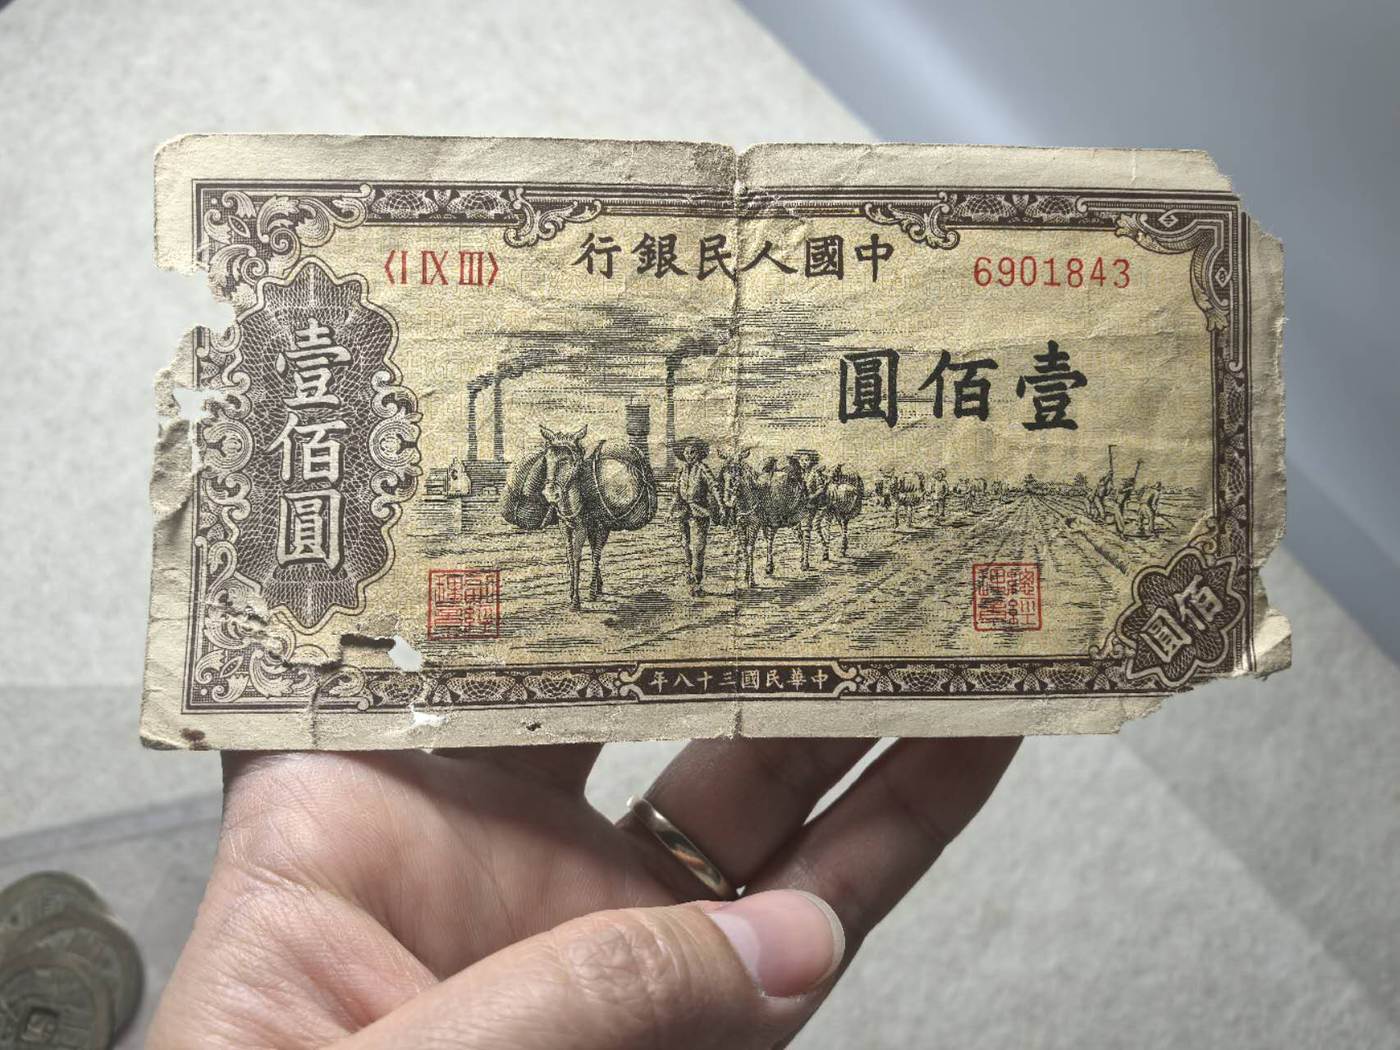 中國人民銀行
〈I IX III〉
6901843
壹佰圓
壹佰圓
佰圓
中華民國三十八年